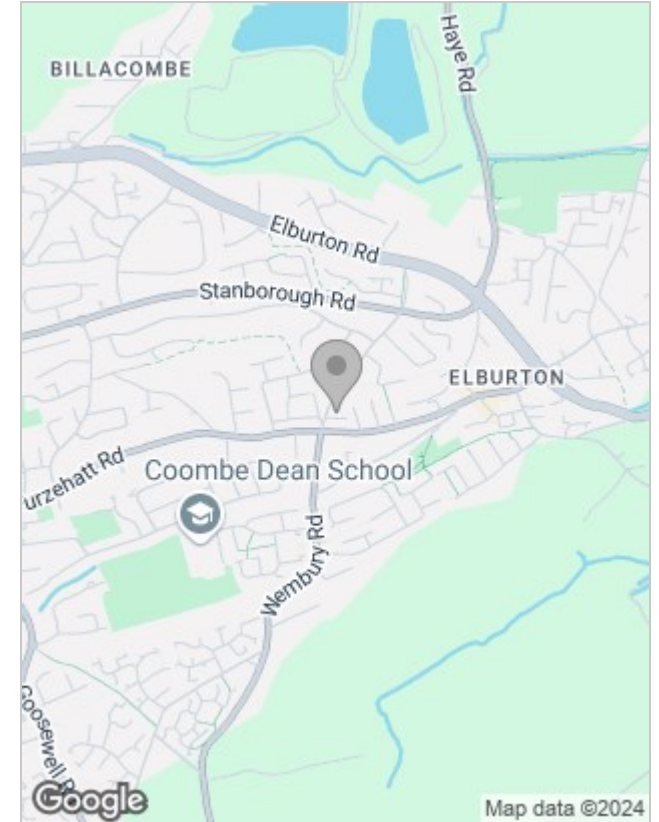 Haye Rd
BILLACOMBE
Elburton Rd
Stanborough Rd
ELBURTON
urzehatt Rd
Coombe Dean School
Wembury Rd
Goosewell R
Google
Map data ©2024